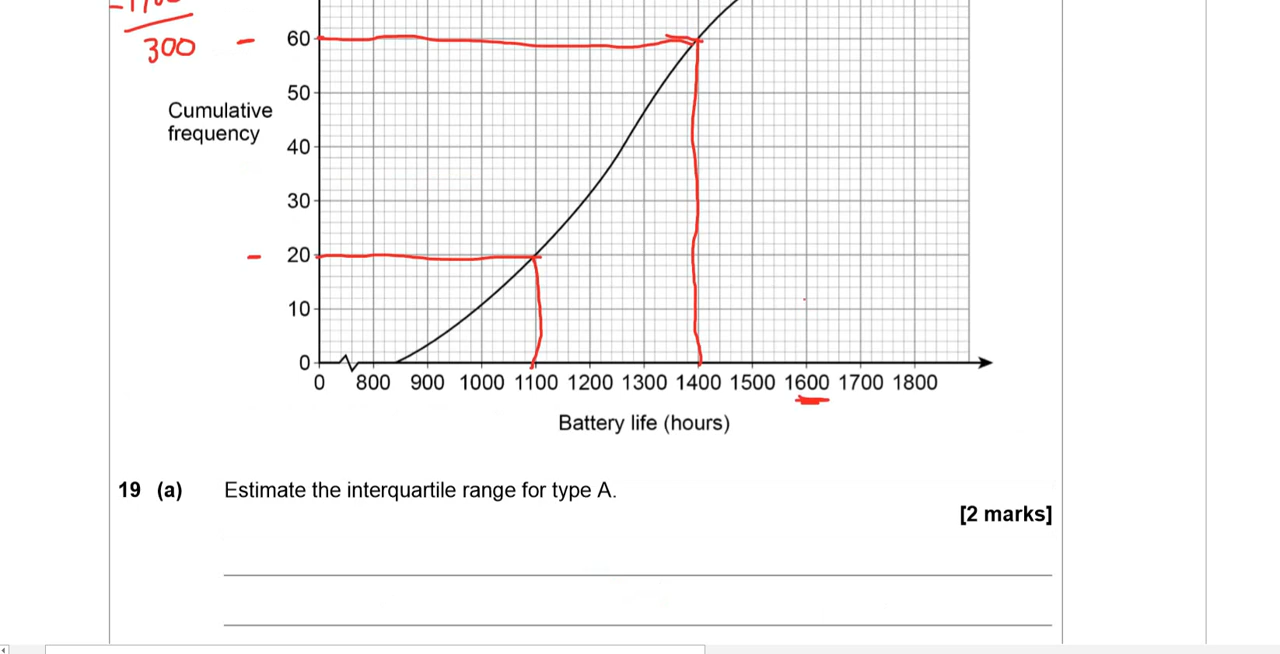 300
60
50
Cumulative
frequency
40
30
20
10
0
0 800 900 1000 1100 1200 1300 1400 1500 1600 1700 1800
Battery life (hours)
19 (a) Estimate the interquartile range for type A.
[2 marks]